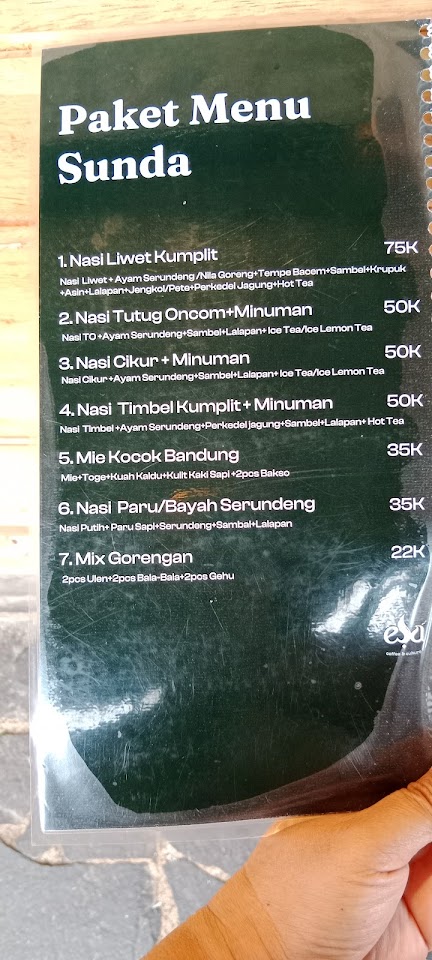 Paket Menu
Sunda
1. Nasi Liwet Kumplit 75K
Nasi Liwet + Ayam Serundeng /Nila Goreng+Tempe Bacem+Sambel+Krupuk
+Asin+Lalapan+Jengkol/Pete+Perkedel Jagung+Hot Tea
2. Nasi Tutug Oncom+Minuman 50K
Nasi TO +Ayam Serundeng+Sambel+Lalapan+ Ice Tea/Ice Lemon Tea
3. Nasi Cikur + Minuman 50K
Nasi Cikur +Ayam Serundeng+Sambel+Lalapan+ Ice Tea/Ice Lemon Tea
4. Nasi Timbel Kumplit + Minuman 50K
Nasi Timbel +Ayam Serundeng+Perkedel jagung+Sambel+Lalapan+ Hot Tea
5. Mie Kocok Bandung 35K
Mie+Toge+Kuah Kaldu+Kulit Kaki Sapi +2pcs Bakso
6. Nasi Paru/Bayah Serundeng 35K
Nasi Putih+ Paru Sapi+Serundeng+Sambal+Lalapan
7. Mix Gorengan 22K
2pcs Ulen+2pcs Bala-Bala+2pcs Gehu
esa